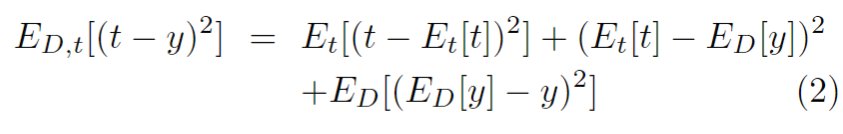 E_{D,t}[(t − y)^2] = E_t[(t − E_t[t])^2] + (E_t[t] − E_D[y])^2
+E_D[(E_D[y] − y)^2] (2)